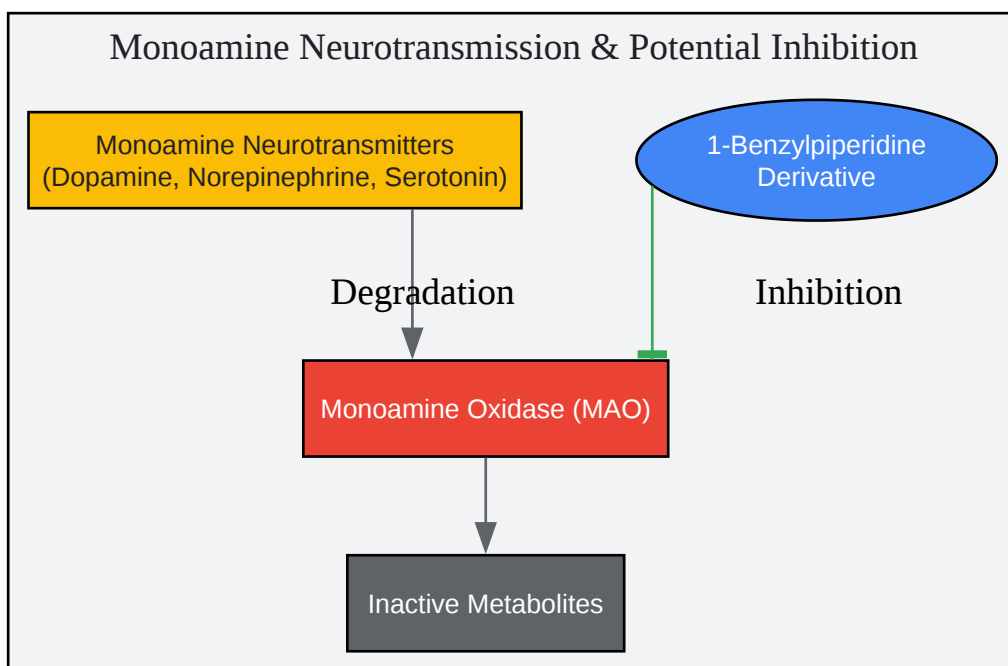 Monoamine Neurotransmission & Potential Inhibition
Monoamine Neurotransmitters
(Dopamine, Norepinephrine, Serotonin)
1-Benzylpiperidine
Derivative
Degradation
Inhibition
Monoamine Oxidase (MAO)
Inactive Metabolites